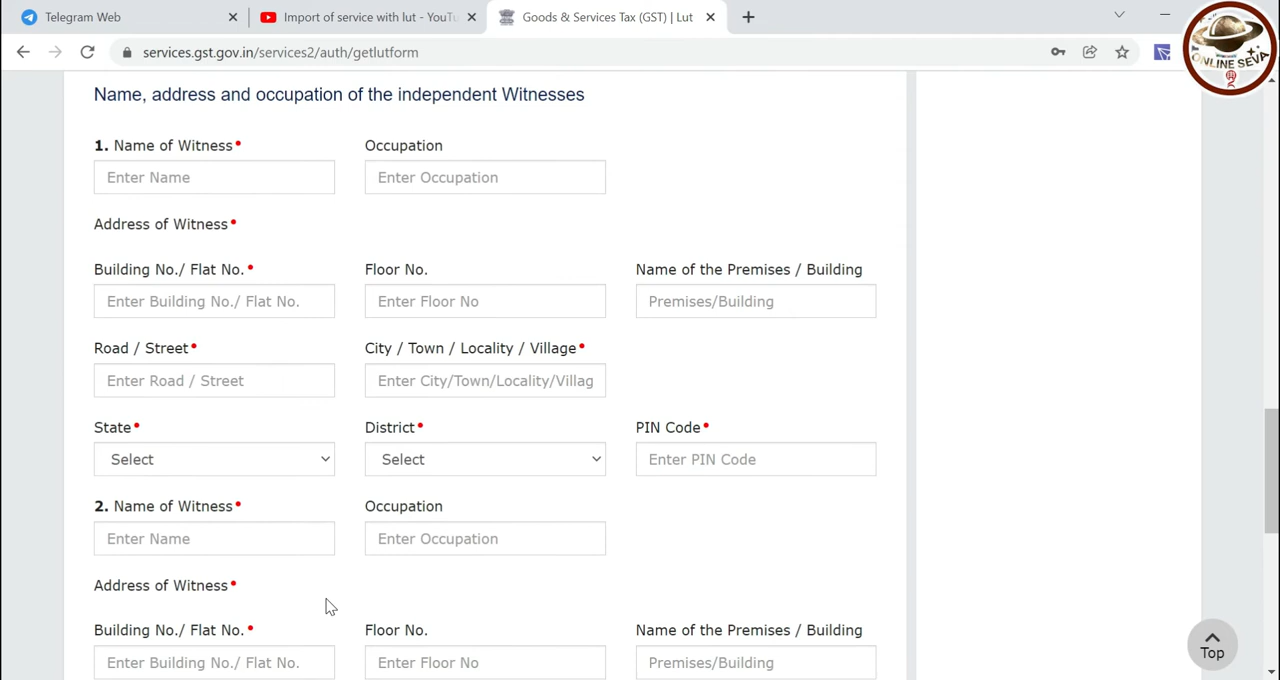 Telegram Web
Import of service with lut - YouTu
Goods & Services Tax (GST) | Lut
services.gst.gov.in/services2/auth/getlutform
ONLINE SEVA
Name, address and occupation of the independent Witnesses
1. Name of Witness• Occupation
Enter Name Enter Occupation
Address of Witness•
Building No./ Flat No. • Floor No. Name of the Premises / Building
Enter Building No./ Flat No. Enter Floor No Premises/Building
Road / Street• City / Town / Locality / Village•
Enter Road / Street Enter City/Town/Locality/Villag
State• District• PIN Code•
Select Select Enter PIN Code
2. Name of Witness• Occupation
Enter Name Enter Occupation
Address of Witness•
Building No./ Flat No. • Floor No. Name of the Premises / Building
Enter Building No./ Flat No. Enter Floor No Premises/Building
Top